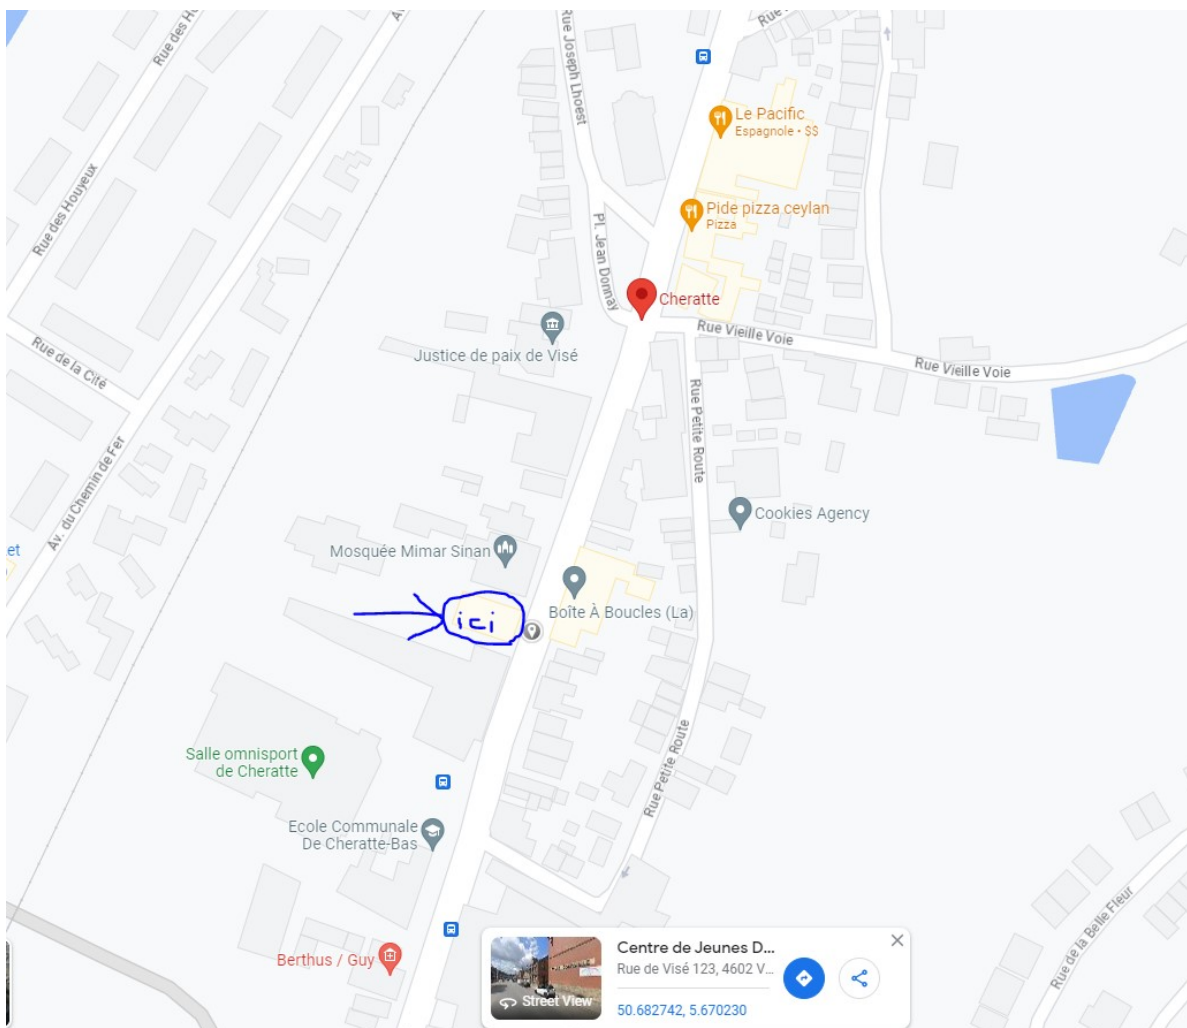 Rue des Ho
Av
Rue Joseph Lhoest
Rue
Le Pacific
Espagnole • $$
Rue des Houyeux
Pide pizza ceylan
Pizza
Pl. Jean Donnay
Cheratte
Rue Vieille Voie
Justice de paix de Visé
Rue Vieille Voie
Rue de la Cité
Rue Petite Route
Av. du Chemin de Fer
Cookies Agency
et
Mosquée Mimar Sinan
Boîte À Boucles (La)
ici
Salle omnisport
de Cheratte
Rue Petite Route
Ecole Communale
De Cheratte-Bas
Rue de la Belle Fleur
Berthus / Guy
Centre de Jeunes D...
Rue de Visé 123, 4602 V...
Street View
50.682742, 5.670230